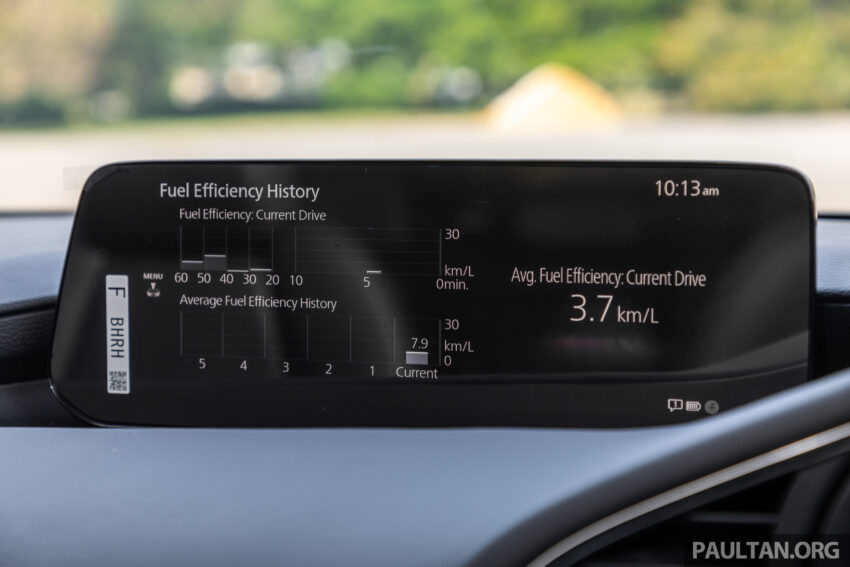 Fuel Efficiency History
10:13am
Fuel Efficiency: Current Drive
30
km/L
60 50 40 30 20 10 5 0min.
MENU
Avg. Fuel Efficiency: Current Drive
3.7 km/L
F BHRH
Average Fuel Efficiency History
30
7.9
km/L
0
5 4 3 2 1 Current
1
PAULTAN.ORG